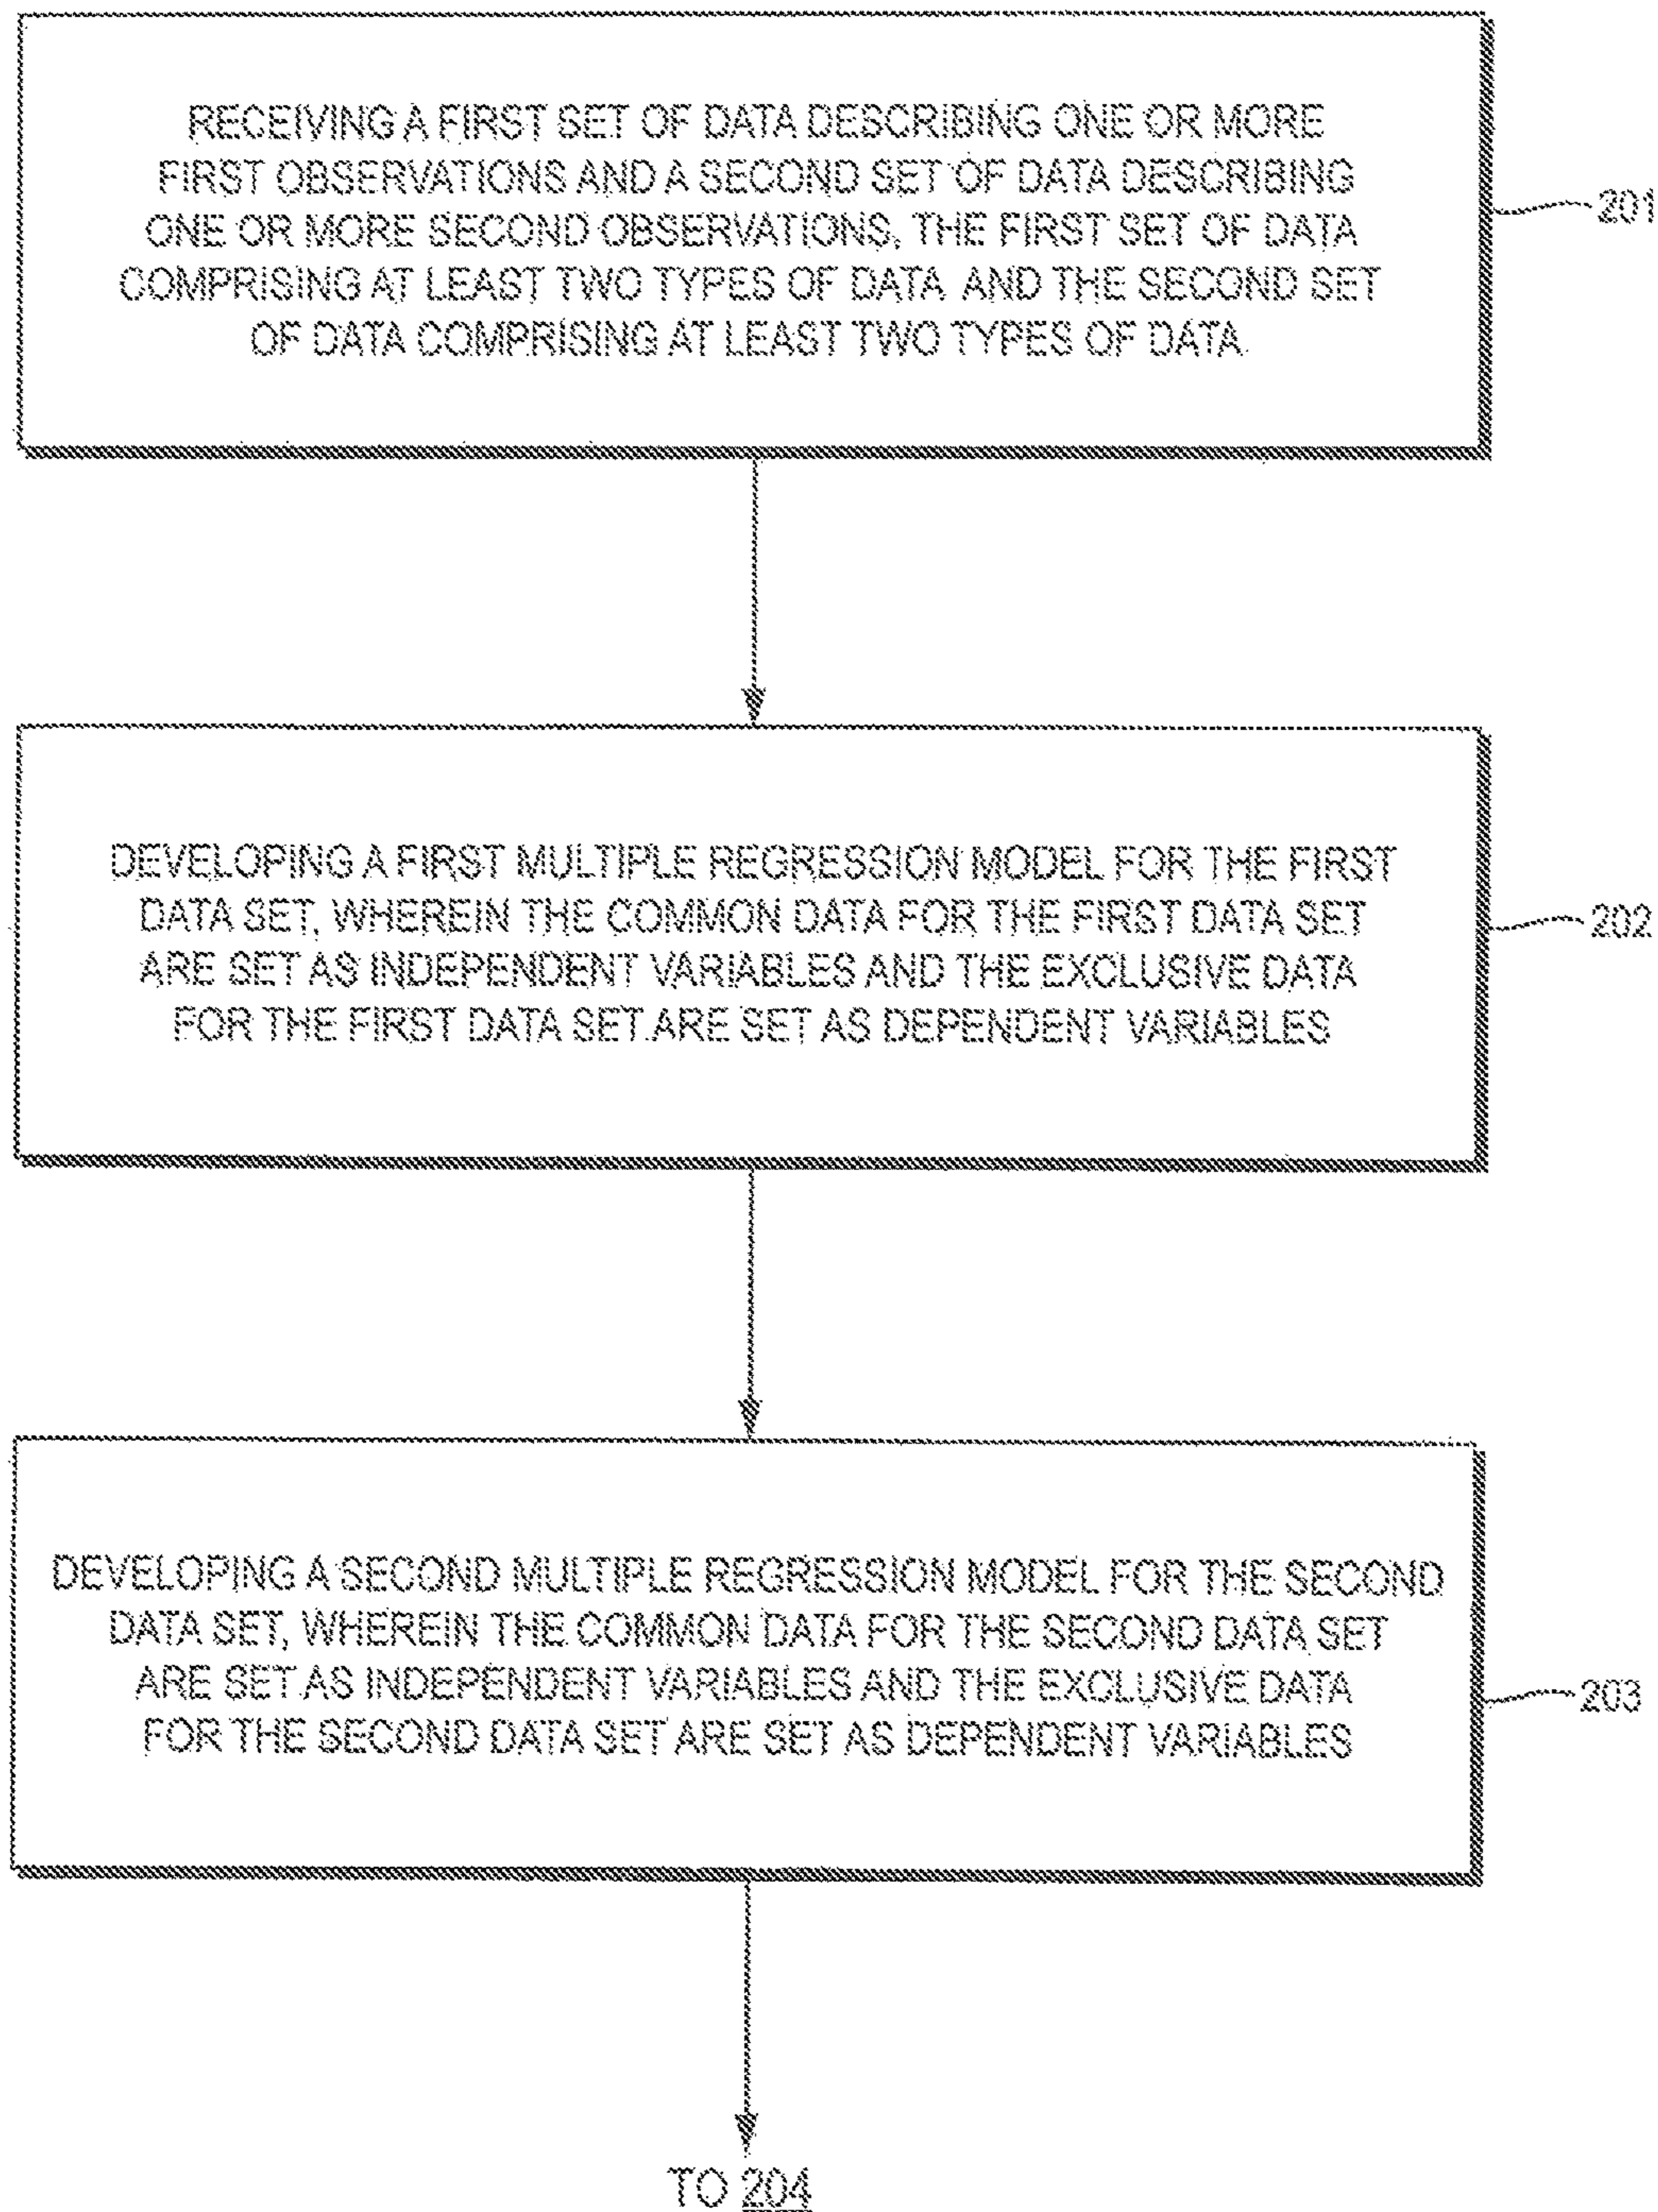 RECEIVING A FIRST SET OF DATA DESCRIBING ONE OR MORE
FIRST OBSERVATIONS AND A SECOND SET OF DATA DESCRIBING
ONE OR MORE SECOND OBSERVATIONS, THE FIRST SET OF DATA
COMPRISING AT LEAST TWO TYPES OF DATA AND THE SECOND SET
OF DATA COMPRISING AT LEAST TWO TYPES OF DATA.
201
DEVELOPING A FIRST MULTIPLE REGRESSION MODEL FOR THE FIRST
DATA SET, WHEREIN THE COMMON DATA FOR THE FIRST DATA SET
ARE SET AS INDEPENDENT VARIABLES AND THE EXCLUSIVE DATA
FOR THE FIRST DATA SET ARE SET AS DEPENDENT VARIABLES
202
DEVELOPING A SECOND MULTIPLE REGRESSION MODEL FOR THE SECOND
DATA SET, WHEREIN THE COMMON DATA FOR THE SECOND DATA SET
ARE SET AS INDEPENDENT VARIABLES AND THE EXCLUSIVE DATA
FOR THE SECOND DATA SET ARE SET AS DEPENDENT VARIABLES
203
TO 204